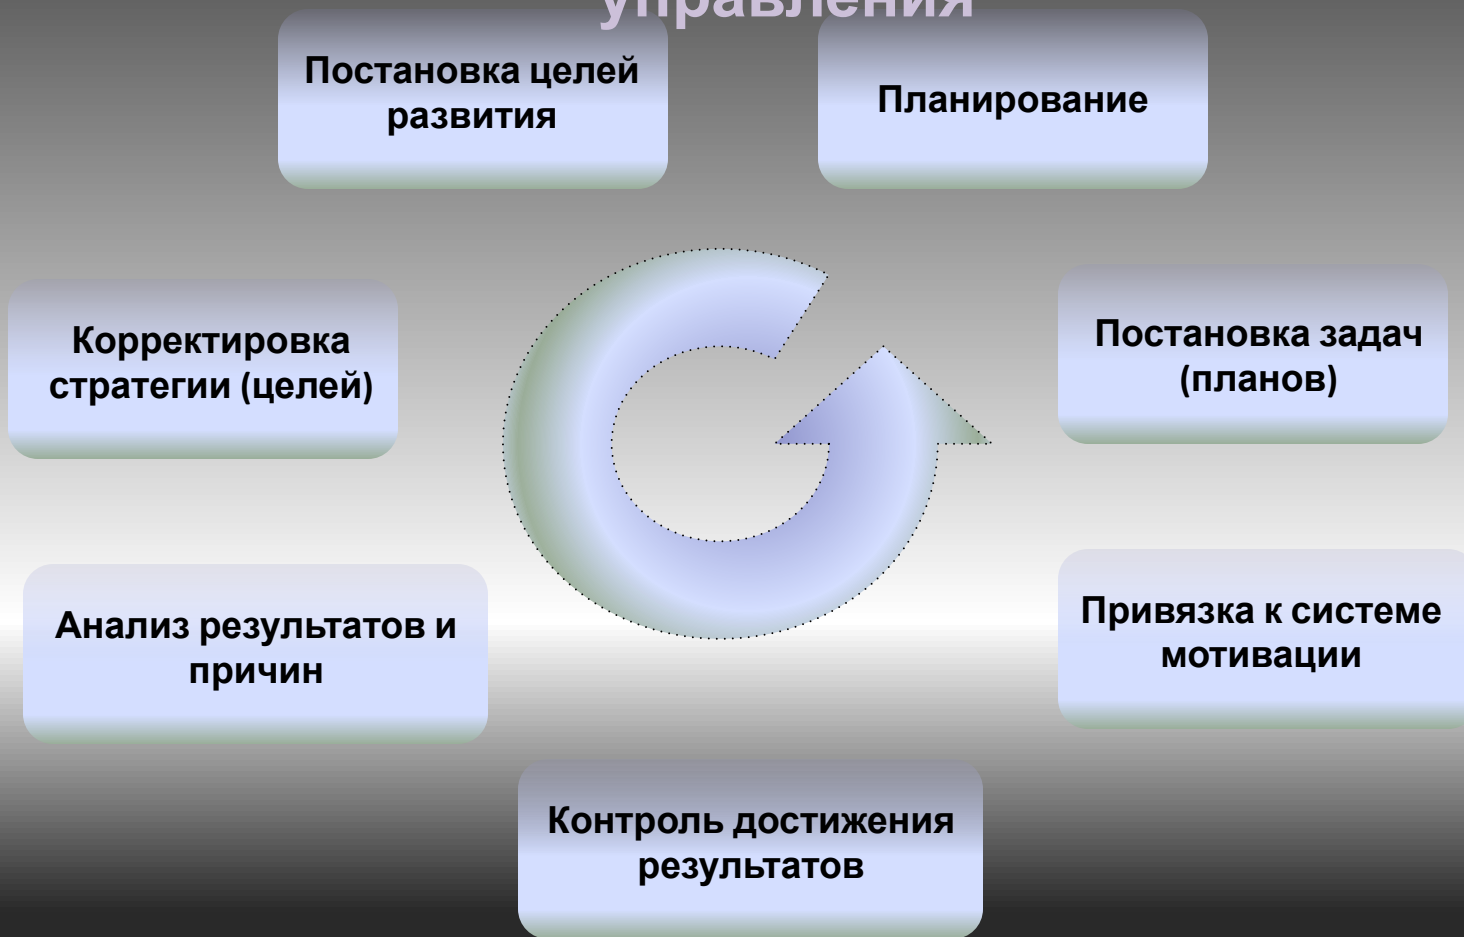 управления
Постановка целей
развития
Планирование
Корректировка
стратегии (целей)
Постановка задач
(планов)
Анализ результатов и
причин
Привязка к системе
мотивации
Контроль достижения
результатов